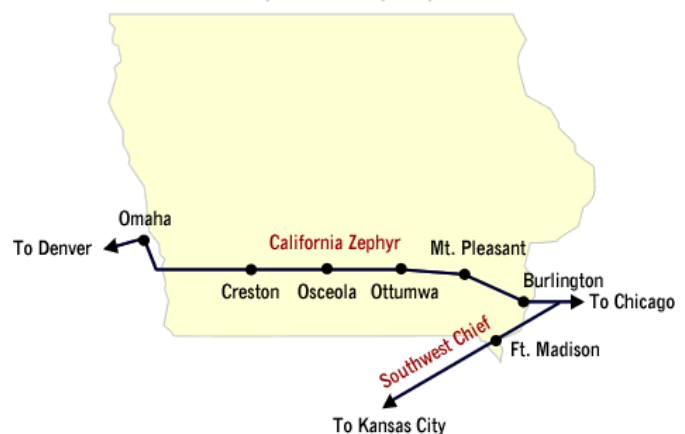 Omaha
To Denver
California Zephyr
Mt. Pleasant
Creston
Osceola
Ottumwa
Burlington
To Chicago
Southwest Chief
Ft. Madison
To Kansas City